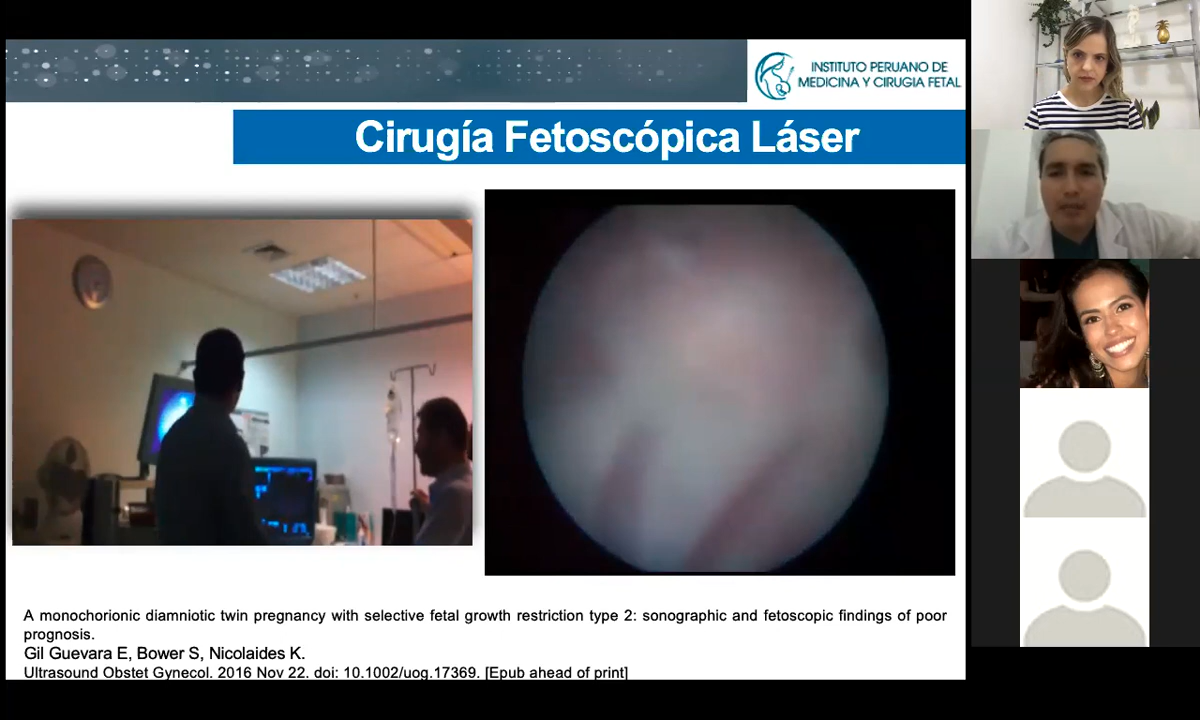 INSTITUTO PERUANO DE
MEDICINA Y CIRUGIA FETAL
Cirugía Fetoscópica Láser
A monochorionic diamniotic twin pregnancy with selective fetal growth restriction type 2: sonographic and fetoscopic findings of poor
prognosis.
Gil Guevara E, Bower S, Nicolaides K.
Ultrasound Obstet Gynecol. 2016 Nov 22. doi: 10.1002/uog.17369. [Epub ahead of print]